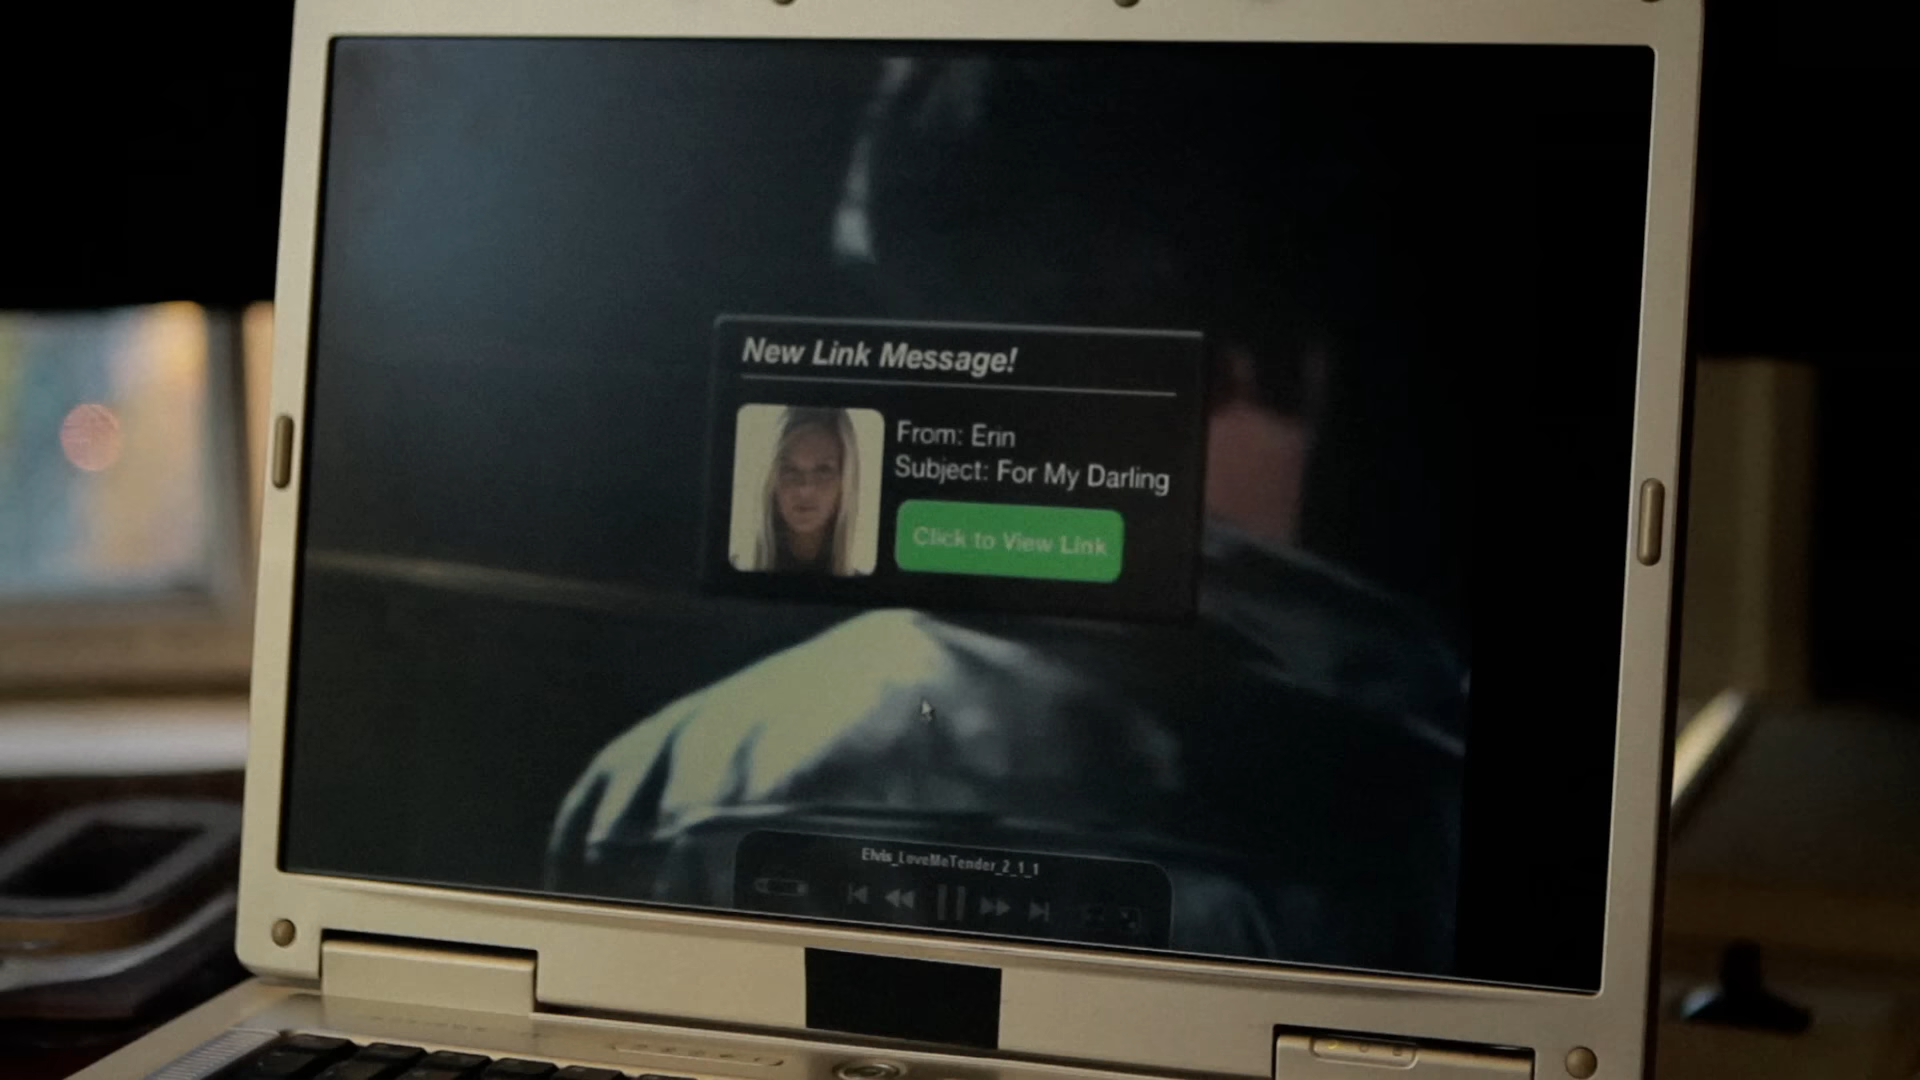 New Link Message!
From: Erin
Subject: For My Darling
Click to View Link
Elvis_LoveMeTender_2_1_1